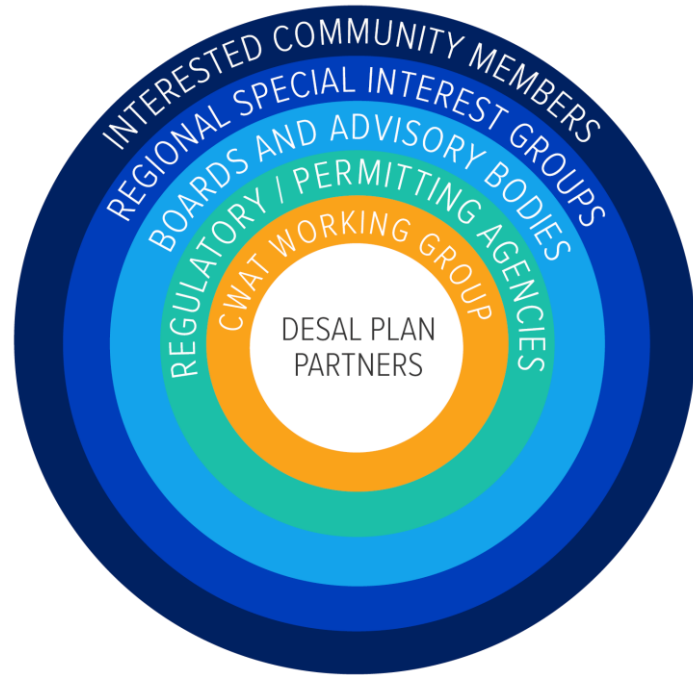 INTERESTED COMMUNITY MEMBERS
REGIONAL SPECIAL INTEREST GROUPS
BOARDS AND ADVISORY BODIES
REGULATORY / PERMITTING AGENCIES
CWAT WORKING GROUP
DESAL PLAN
PARTNERS